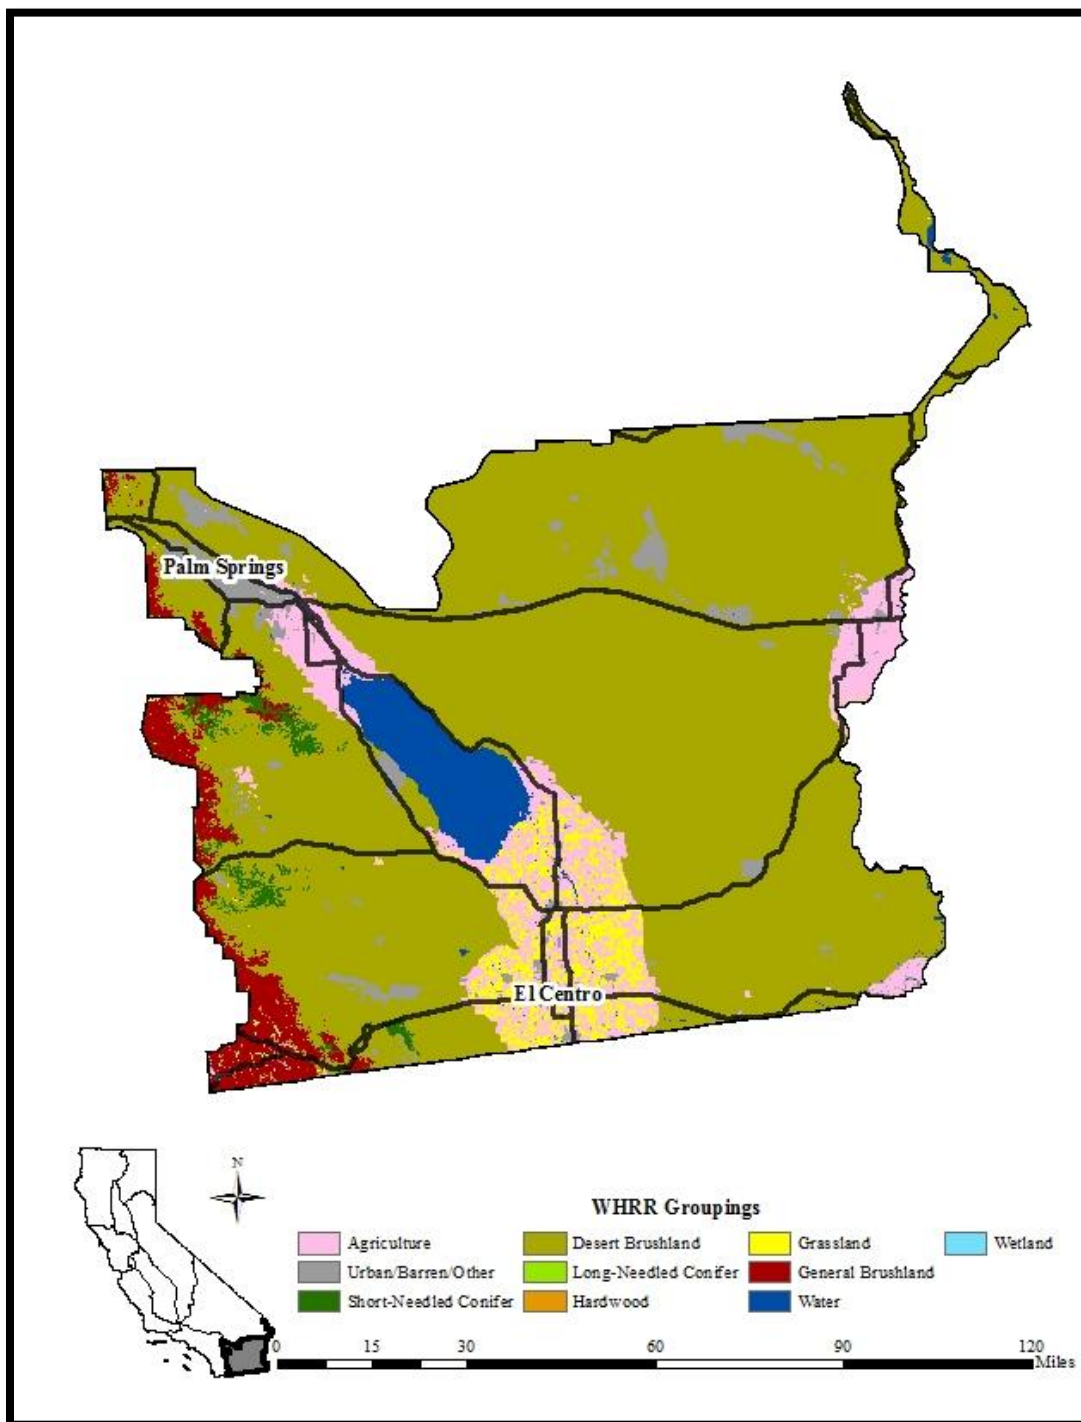 Palm Springs
El Centro
N
WHRR Groupings
Agriculture
Desert Brushland
Grassland
Wetland
Urban/Barren/Other
Long-Needled Conifer
General Brushland
Short-Needled Conifer
Hardwood
Water
0 15 30 60 90 120
Miles